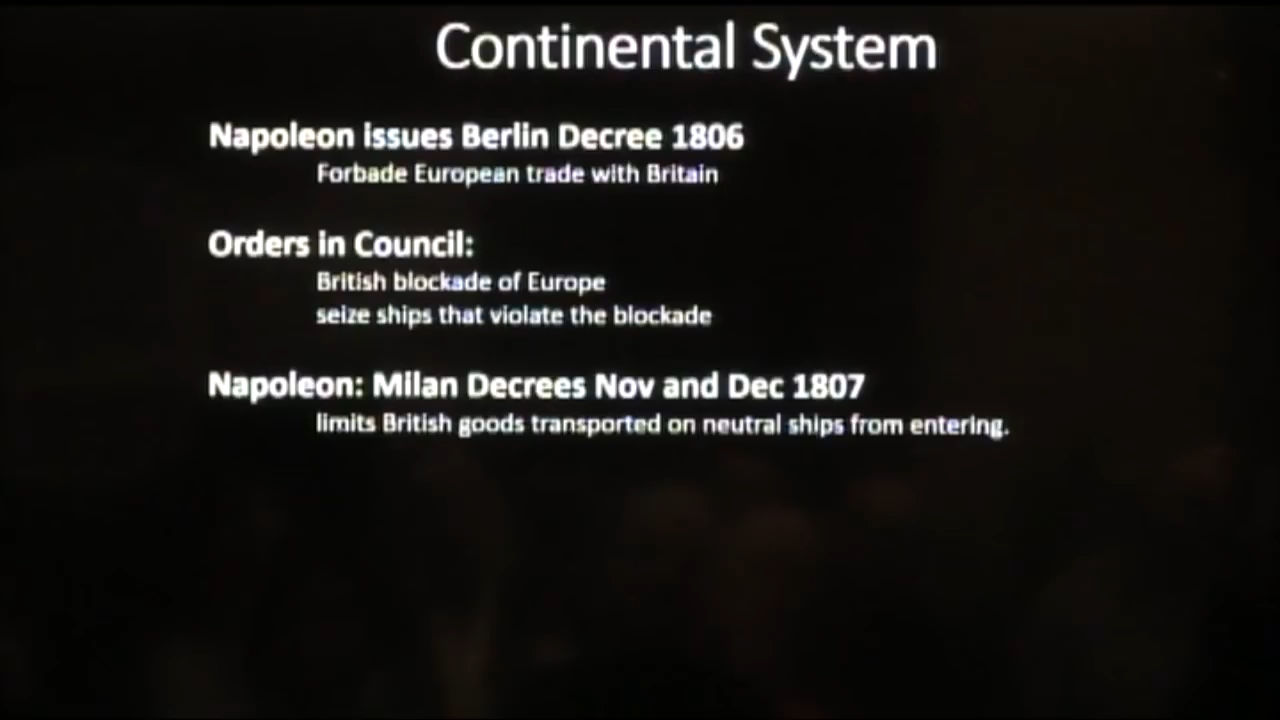 Continental System
Napoleon issues Berlin Decree 1806
Forbade European trade with Britain
Orders in Council:
British blockade of Europe
seize ships that violate the blockade
Napoleon: Milan Decrees Nov and Dec 1807
limits British goods transported on neutral ships from entering.